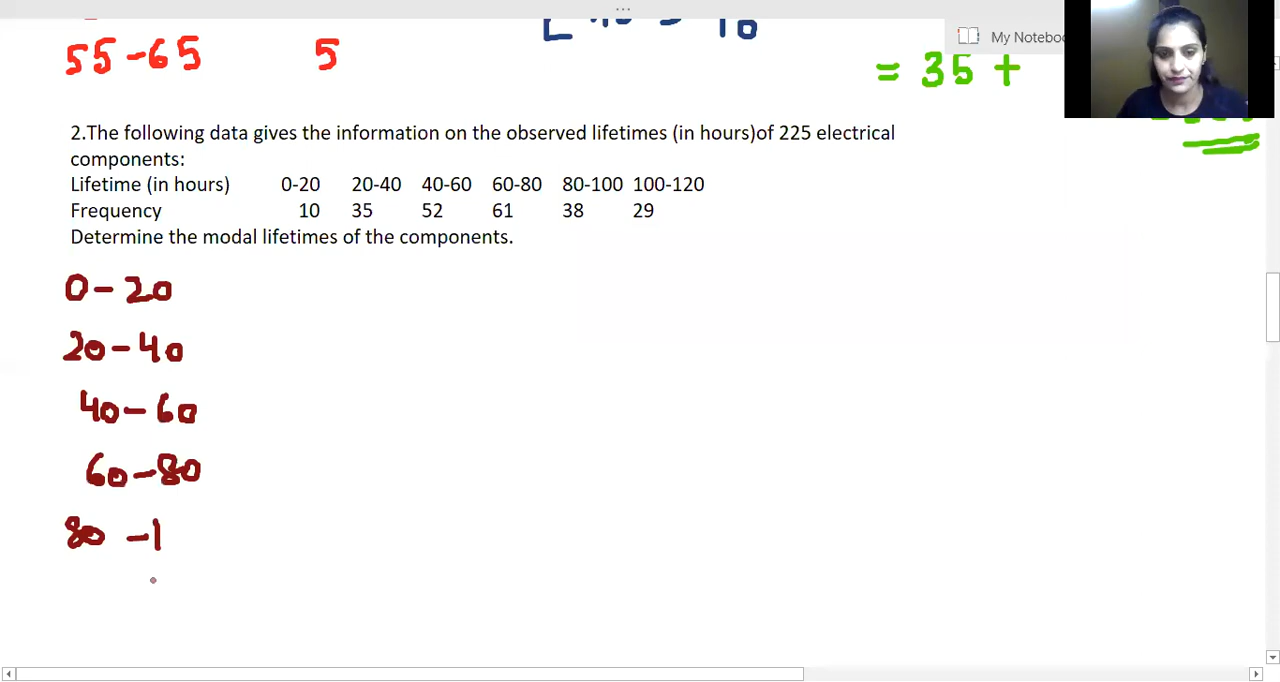 55-65 5
= 35 +
My Notebo
2.The following data gives the information on the observed lifetimes (in hours)of 225 electrical
components:
Lifetime (in hours) 0-20 20-40 40-60 60-80 80-100 100-120
Frequency 10 35 52 61 38 29
Determine the modal lifetimes of the components.
0-20
20-40
40-60
60-80
80 -1